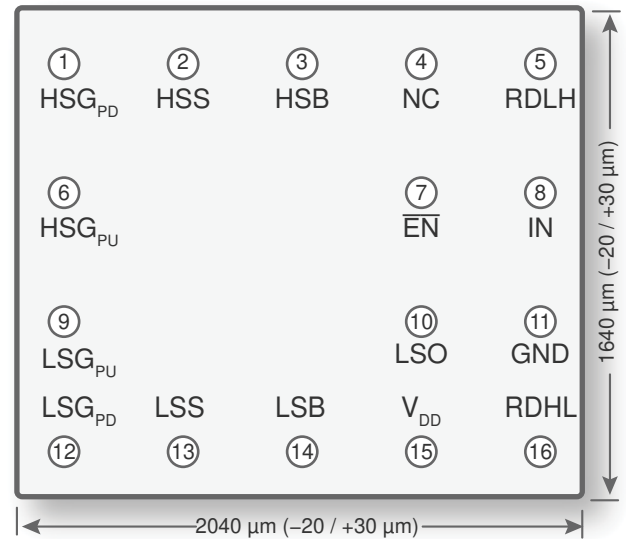 1 2 3 4 5
HSGPD HSS HSB NC RDLH
6 7 8
HSGPU EN IN
9 10 11
LSGPU LSO GND
LSGPD LSS LSB VDD RDHL
12 13 14 15 16
1640 µm (−20 / +30 µm)
2040 µm (−20 / +30 µm)